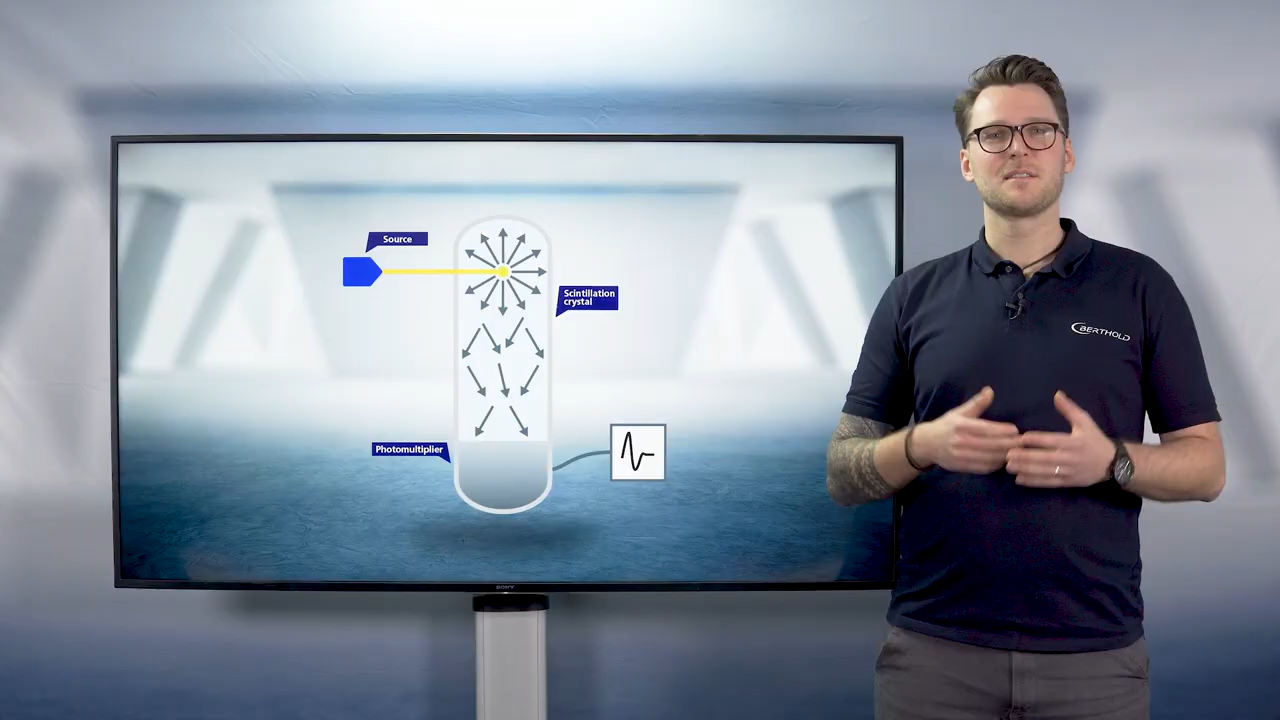 Source
Scintillation
crystal
BERTHOLD
Photomultiplier
SONY